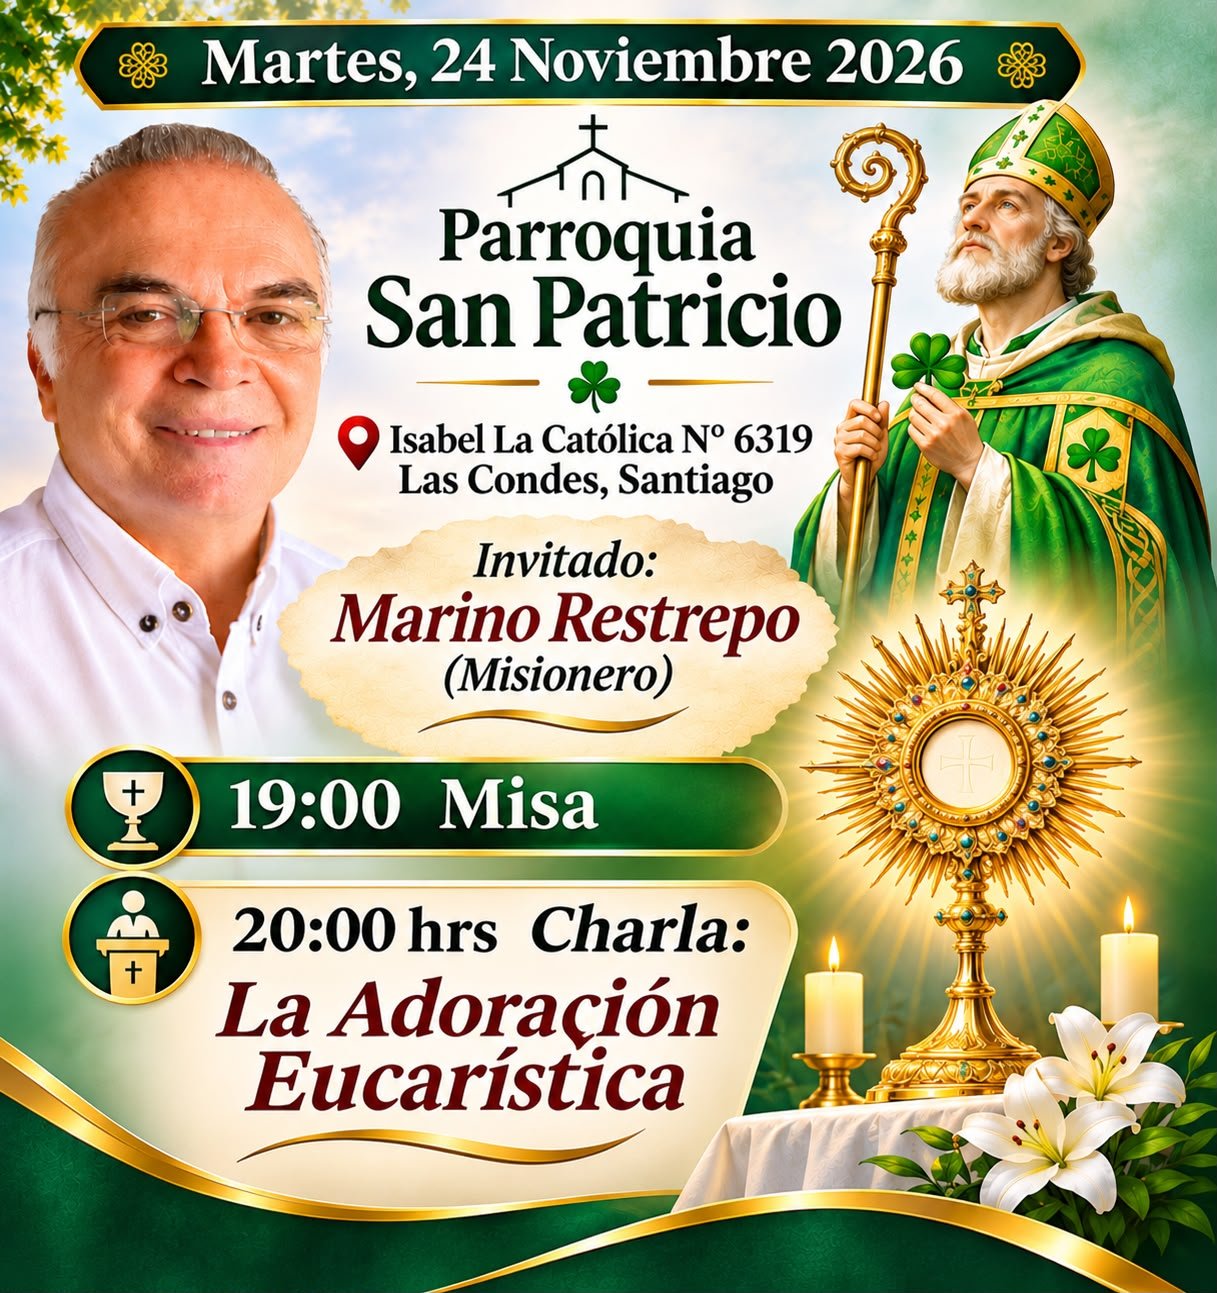 Martes, 24 Noviembre 2026
Parroquia
San Patricio
Isabel La Católica Nº 6319
Las Condes, Santiago
Invitado:
Marino Restrepo
(Misionero)
19:00 Misa
20:00 hrs Charla:
La Adoración
Eucarística